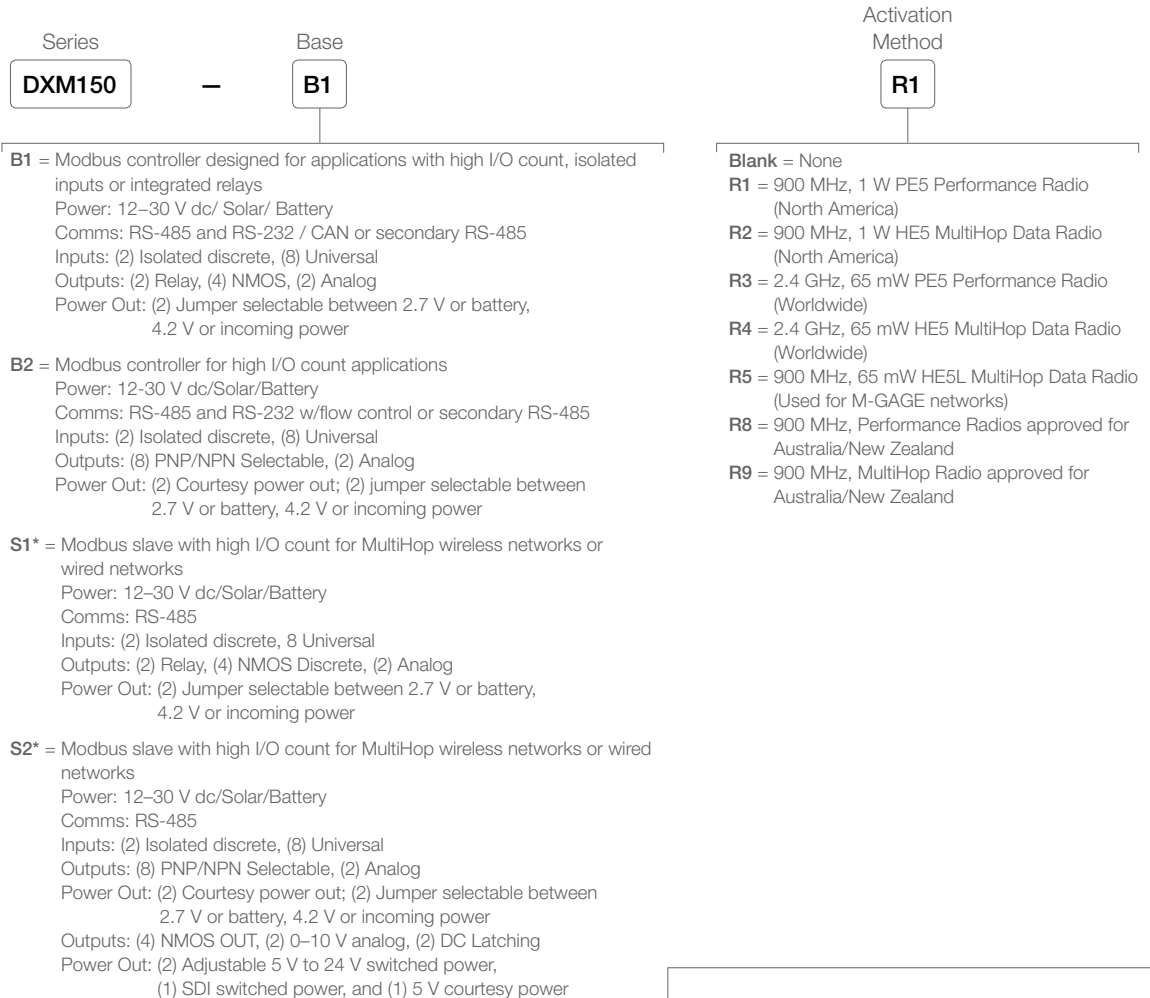 Series
Base
Activation
Method
DXM150
—
B1
R1
B1 = Modbus controller designed for applications with high I/O count, isolated
inputs or integrated relays
Power: 12–30 V dc/ Solar/ Battery
Comms: RS-485 and RS-232 / CAN or secondary RS-485
Inputs: (2) Isolated discrete, (8) Universal
Outputs: (2) Relay, (4) NMOS, (2) Analog
Power Out: (2) Jumper selectable between 2.7 V or battery,
4.2 V or incoming power
B2 = Modbus controller for high I/O count applications
Power: 12-30 V dc/Solar/Battery
Comms: RS-485 and RS-232 w/flow control or secondary RS-485
Inputs: (2) Isolated discrete, (8) Universal
Outputs: (8) PNP/NPN Selectable, (2) Analog
Power Out: (2) Courtesy power out; (2) jumper selectable between
2.7 V or battery, 4.2 V or incoming power
S1* = Modbus slave with high I/O count for MultiHop wireless networks or
wired networks
Power: 12–30 V dc/Solar/Battery
Comms: RS-485
Inputs: (2) Isolated discrete, 8 Universal
Outputs: (2) Relay, (4) NMOS Discrete, (2) Analog
Power Out: (2) Jumper selectable between 2.7 V or battery,
4.2 V or incoming power
S2* = Modbus slave with high I/O count for MultiHop wireless networks or wired
networks
Power: 12–30 V dc/Solar/Battery
Comms: RS-485
Inputs: (2) Isolated discrete, (8) Universal
Outputs: (8) PNP/NPN Selectable, (2) Analog
Power Out: (2) Courtesy power out; (2) Jumper selectable between
2.7 V or battery, 4.2 V or incoming power
Outputs: (4) NMOS OUT, (2) 0–10 V analog, (2) DC Latching
Power Out: (2) Adjustable 5 V to 24 V switched power,
(1) SDI switched power, and (1) 5 V courtesy power
Blank = None
R1 = 900 MHz, 1 W PE5 Performance Radio
(North America)
R2 = 900 MHz, 1 W HE5 MultiHop Data Radio
(North America)
R3 = 2.4 GHz, 65 mW PE5 Performance Radio
(Worldwide)
R4 = 2.4 GHz, 65 mW HE5 MultiHop Data Radio
(Worldwide)
R5 = 900 MHz, 65 mW HE5L MultiHop Data Radio
(Used for M-GAGE networks)
R8 = 900 MHz, Performance Radios approved for
Australia/New Zealand
R9 = 900 MHz, MultiHop Radio approved for
Australia/New Zealand